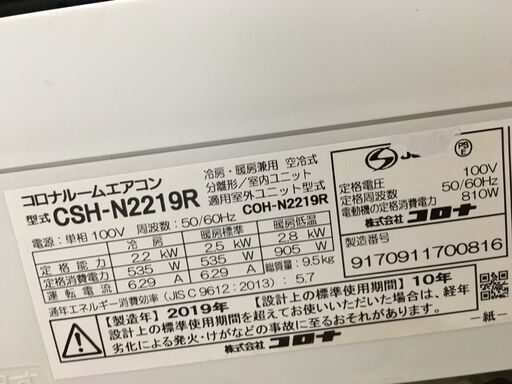 コロナルームエアコン
型式 CSH-N2219R
冷房・暖房兼用 空冷式
分離形／室内ユニット
適用室外ユニット型式
COH-N2219R
電源：単相 100V 周波数：50/60Hz
冷房 暖房標準 暖房低温
定格能力 2.2 kW 2.5 kW 2.8 kW
定格消費電力 535 W 535 W 905 W
運転電流 6.29 A 6.29 A 総質量：9.5kg
通年エネルギー消費効率（JIS C 9612：2013）：5.7
【製造年】2019年【設計上の標準使用期間】10年
設計上の標準使用期間を超えてお使いいただいた場合は、経年
劣化による発火・けがなどの事故に至るおそれがあります。
株式会社 コロナ
PS
E
定格電圧 100V
定格周波数 50/60Hz
電動機の定格消費電力 810W
株式会社 コロナ
製造番号
9170911700816
―紙―